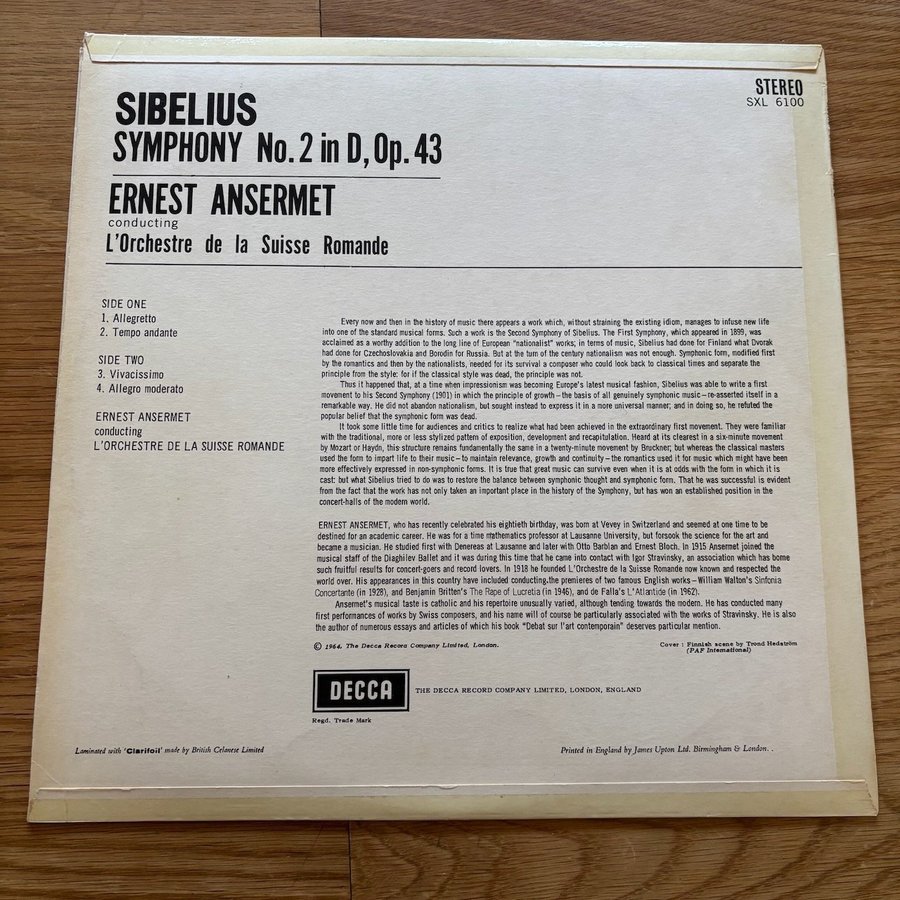 STEREO
SXL 6100
SIBELIUS
SYMPHONY No. 2 in D, Op. 43
ERNEST ANSERMET
conducting
L'Orchestre de la Suisse Romande
SIDE ONE
1. Allegretto
2. Tempo andante
SIDE TWO
3. Vivacissimo
4. Allegro moderato
ERNEST ANSERMET
conducting
L'ORCHESTRE DE LA SUISSE ROMANDE
Every now and then in the history of music there appears a work which, without straining the existing idiom, manages to infuse new life
into one of the standard musical forms. Such a work is the Second Symphony of Sibelius. The First Symphony, which appeared in 1899, was
acclaimed as a worthy addition to the long line of European "nationalist" works; in terms of music, Sibelius had done for Finland what Dvorak
had done for Czechoslovakia and Borodin for Russia. But at the turn of the century nationalism was not enough. Symphonic form, modified first
by the romantics and then by the nationalists, needed for its survival a composer who could look back to classical times and separate the
principle from the style: for if the classical style was dead, the principle was not.
Thus it happened that, at a time when impressionism was becoming Europe's latest musical fashion, Sibelius was able to write a first
movement to his Second Symphony (1901) in which the principle of growth – the basis of all genuinely symphonic music – re-asserted itself in a
remarkable way. He did not abandon nationalism, but sought instead to express it in a more universal manner; and in doing so, he refuted the
popular belief that the symphonic form was dead.
It took some little time for audiences and critics to realize what had been achieved in the extraordinary first movement. They were familiar
with the traditional, more or less stylized pattern of exposition, development and recapitulation. Heard at its clearest in a six-minute movement
by Mozart or Haydn, this structure remains fundamentally the same in a twenty-minute movement by Bruckner; but whereas the classical masters
used the form to impart life to their music – to maintain relevance, growth and continuity – the romantics used it for music which might have been
more effectively expressed in non-symphonic forms. It is true that great music can survive even when it is at odds with the form in which it is
cast: but what Sibelius tried to do was to restore the balance between symphonic thought and symphonic form. That he was successful is evident
from the fact that the work has not only taken an important place in the history of the Symphony, but has won an established position in the
concert-halls of the modern world.
ERNEST ANSERMET, who has recently celebrated his eightieth birthday, was born at Vevey in Switzerland and seemed at one time to be
destined for an academic career. He was for a time mathematics professor at Lausanne University, but forsook the science for the art and
became a musician. He studied first with Denereas at Lausanne and later with Otto Barblan and Ernest Bloch. In 1915 Ansermet joined the
musical staff of the Diaghilev Ballet and it was during this time that he came into contact with Igor Stravinsky, an association which has borne
such fruitful results for concert-goers and record lovers. In 1918 he founded L'Orchestre de la Suisse Romande now known and respected the
world over. His appearances in this country have included conducting the premieres of two famous English works – William Walton's Sinfonia
Concertante (in 1928), and Benjamin Britten's The Rape of Lucretia (in 1946), and de Falla's L'Atlantide (in 1962).
Ansermet's musical taste is catholic and his repertoire unusually varied, although tending towards the modern. He has conducted many
first performances of works by Swiss composers, and his name will of course be particularly associated with the works of Stravinsky. He is also
the author of numerous essays and articles of which his book "Debat sur l'art contemporain" deserves particular mention.
© 1964, The Decca Record Company Limited, London.
Cover : Finnish scene by Trond Hedström
(PAF International)
DECCA
THE DECCA RECORD COMPANY LIMITED, LONDON, ENGLAND
Regd. Trade Mark
Laminated with 'Clarifoil' made by British Celanese Limited
Printed in England by James Upton Ltd. Birmingham & London. .